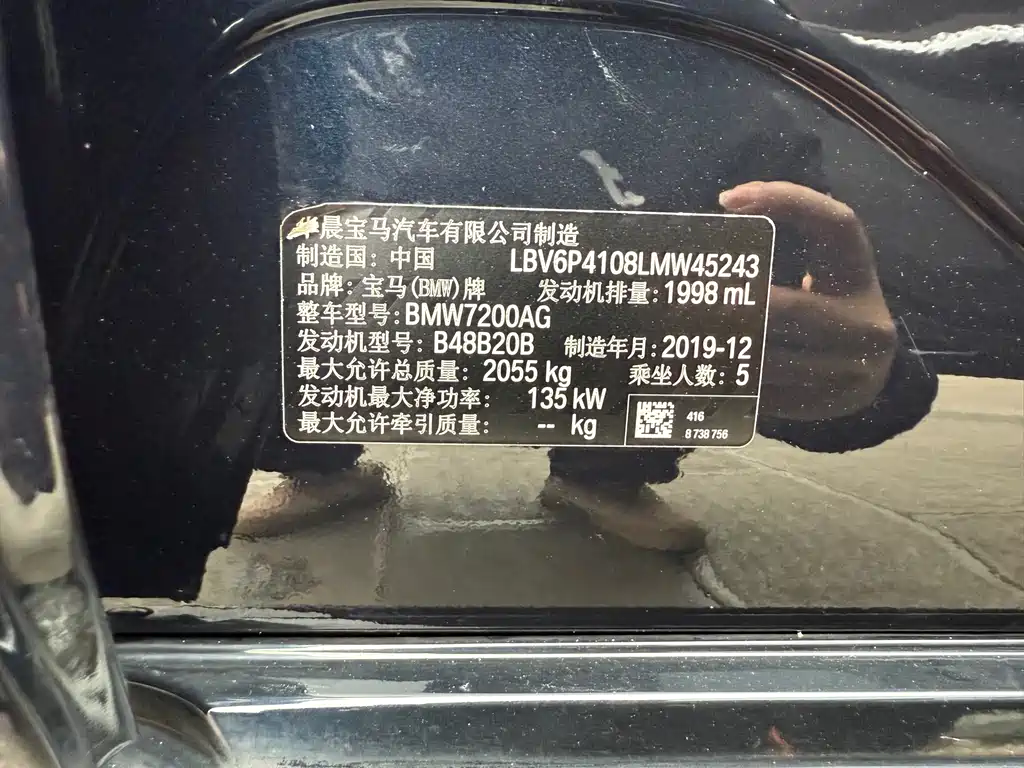 华晨宝马汽车有限公司制造
制造国：中国 LBV6P4108LMW45243
品牌：宝马(BMW)牌 发动机排量：1998 mL
整车型号：BMW7200AG
发动机型号：B48B20B 制造年月：2019-12
最大允许总质量：2055 kg 乘坐人数：5
发动机最大净功率：135 kW
最大允许牵引质量：-- kg
416
8 738 756